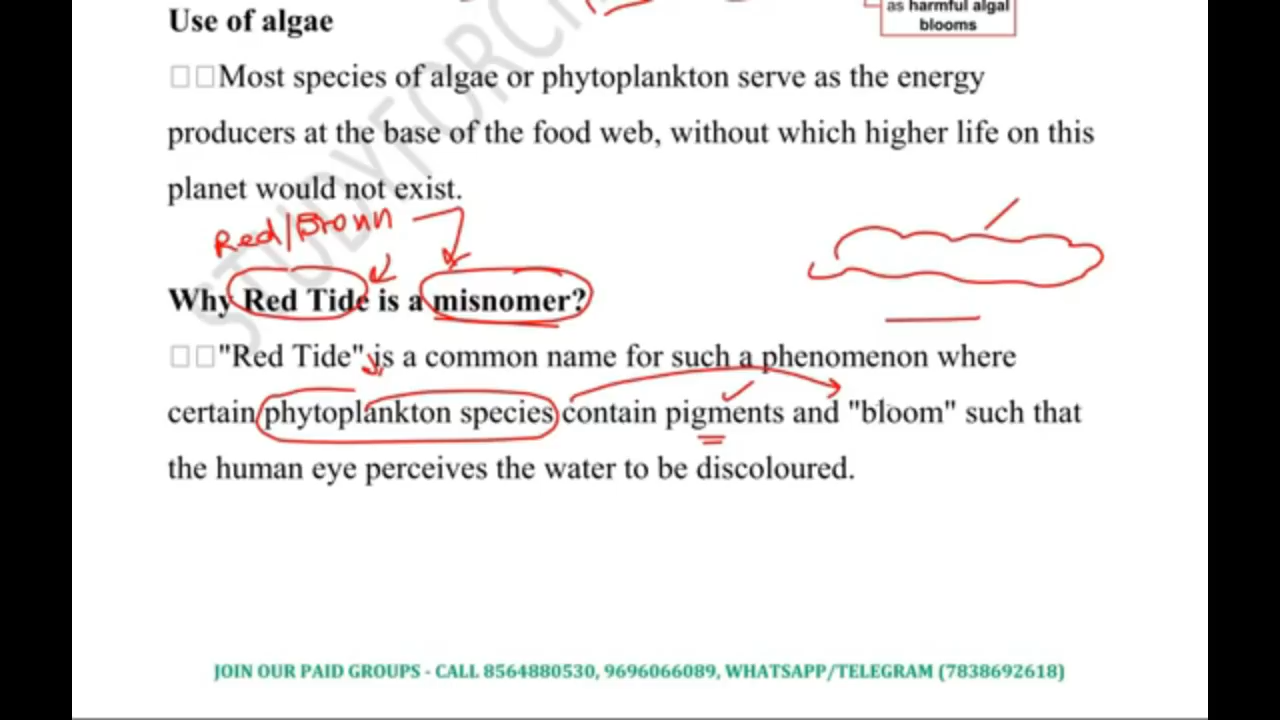 as harmful algal
blooms
Use of algae
Most species of algae or phytoplankton serve as the energy
producers at the base of the food web, without which higher life on this
planet would not exist.
Red/Brown
Why Red Tide is a misnomer?
"Red Tide" is a common name for such a phenomenon where
certain phytoplankton species contain pigments and "bloom" such that
the human eye perceives the water to be discoloured.
JOIN OUR PAID GROUPS - CALL 8564880530, 9696066089, WHATSAPP/TELEGRAM (7838692618)